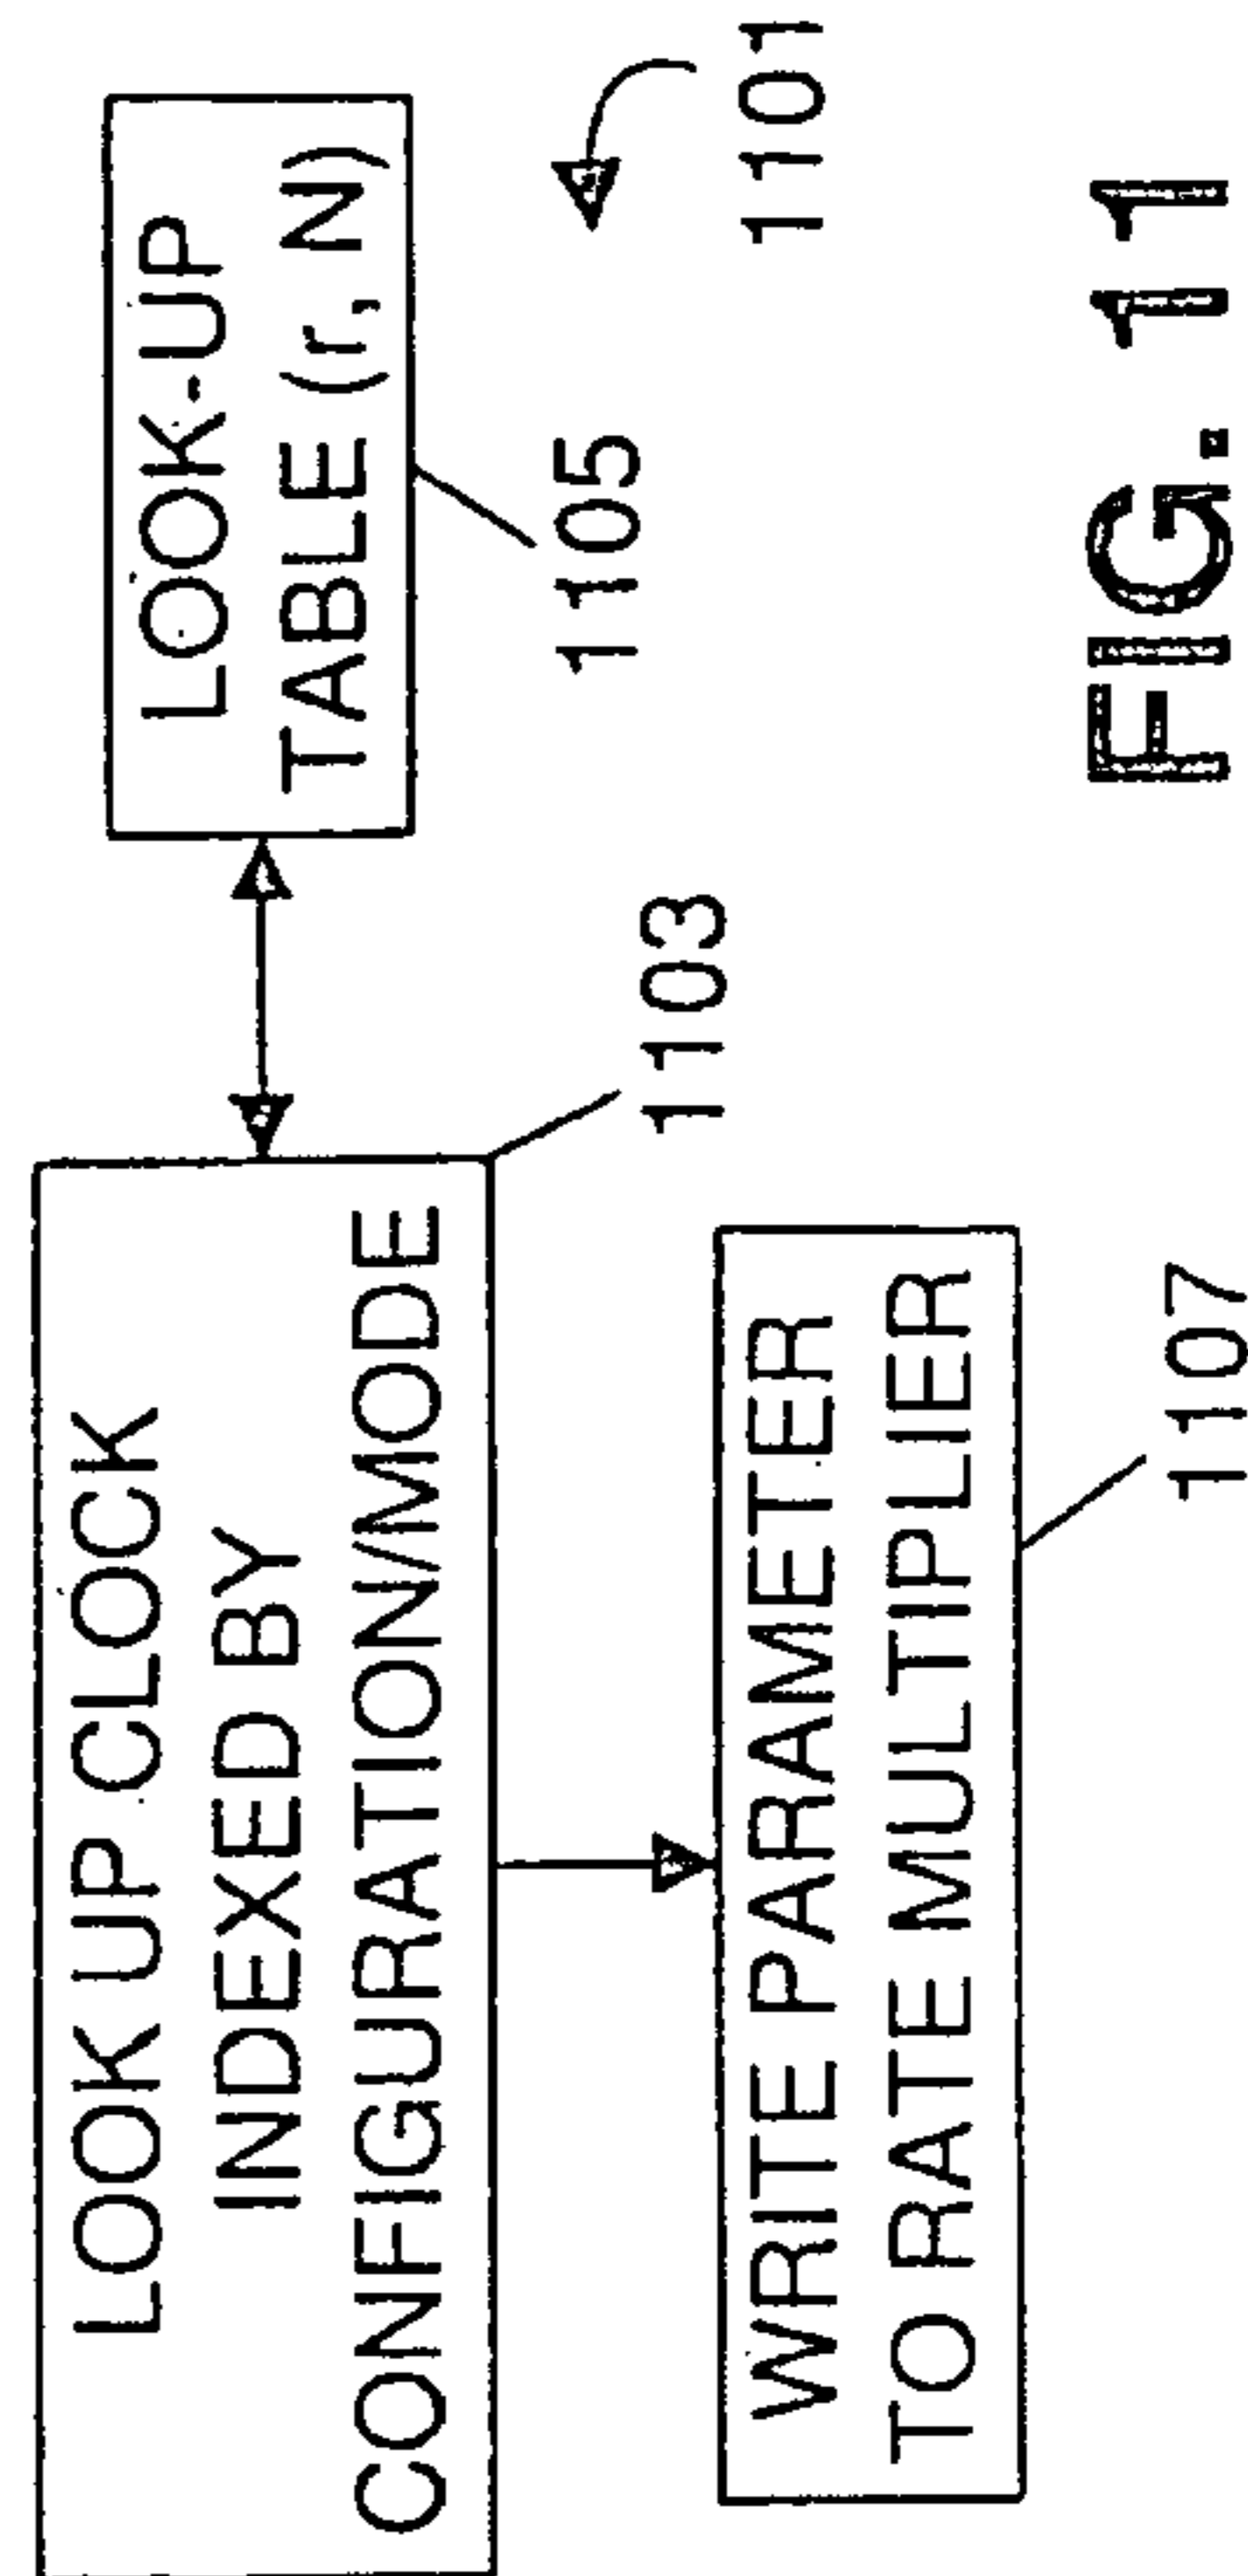 LOOK UP CLOCK
INDEXED BY
CONFIGURATION/MODE
1103
LOOK-UP
TABLE (r, N)
1105
1101
WRITE PARAMETER
TO RATE MULTIPLIER
1107
FIG. 11